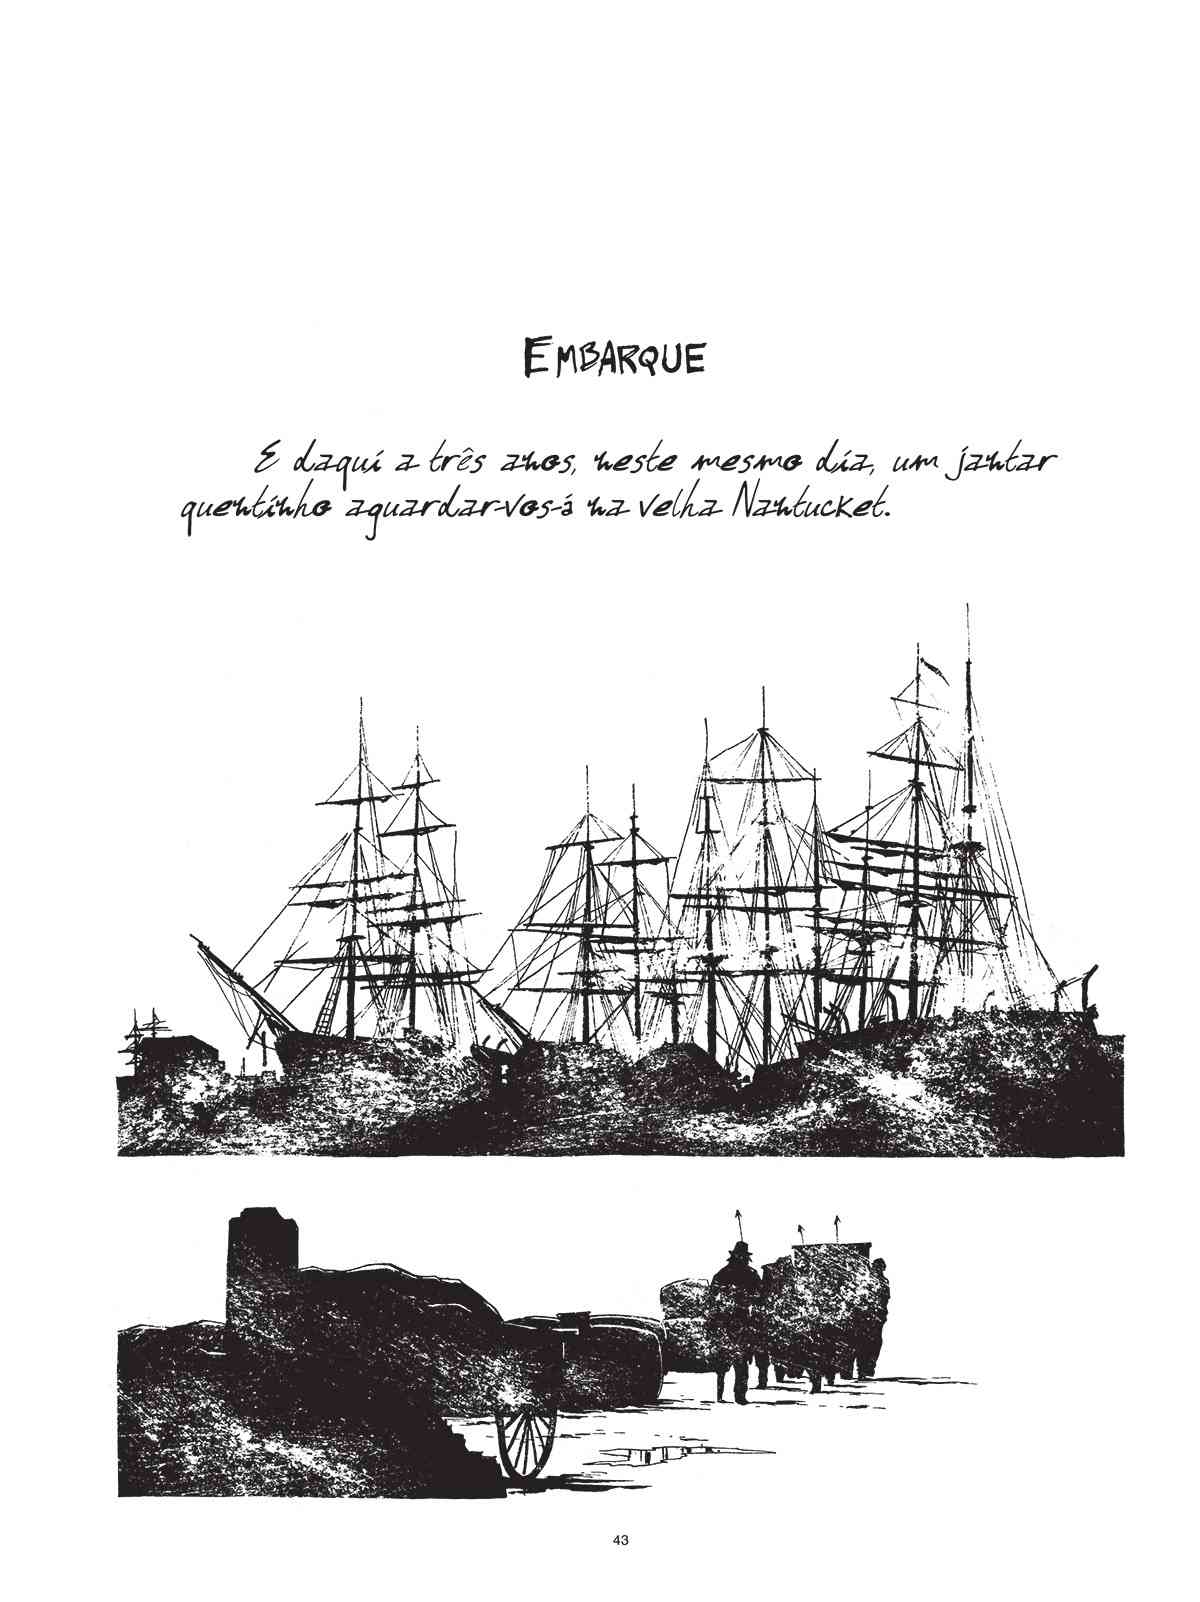 EMBARQUE
E daqui a três anos, neste mesmo dia, um jantar
quentinho aguardar-vos-á na velha Nantucket.
43